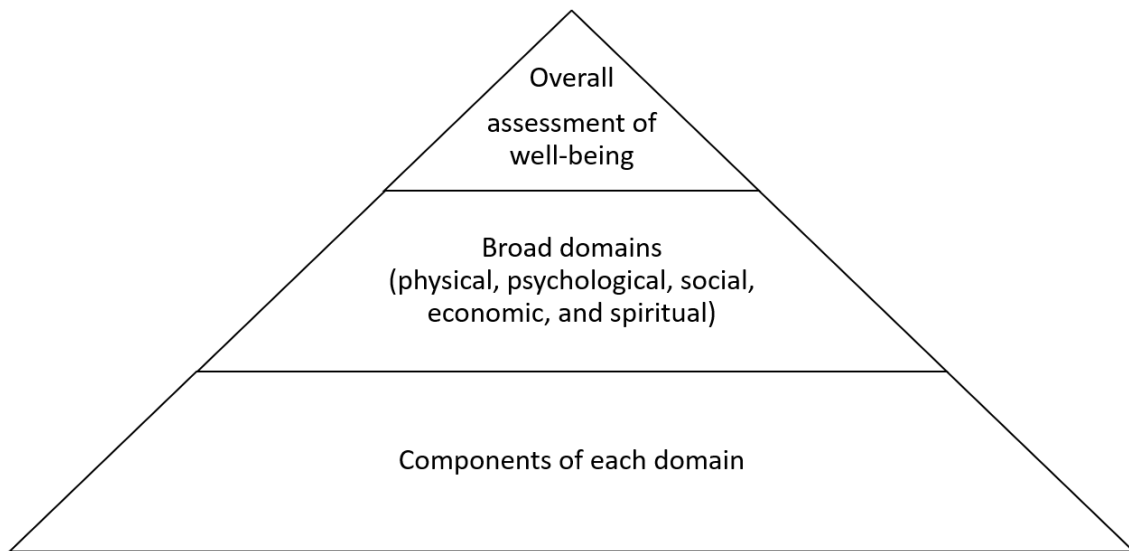 Overall
assessment of
well-being
Broad domains
(physical, psychological, social,
economic, and spiritual)
Components of each domain